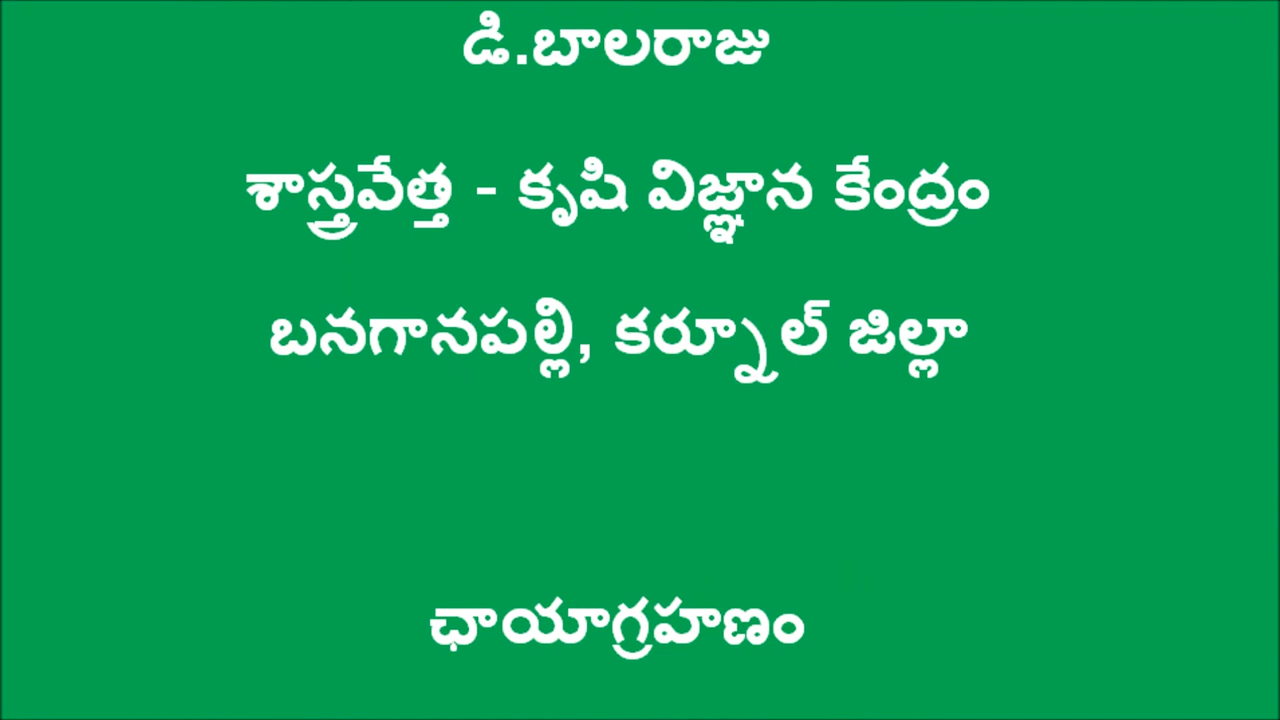 డి.బాలరాజు
శాస్త్రవేత్త - కృషి విజ్ఞాన కేంద్రం
బనగానపల్లి, కర్నూల్ జిల్లా
ఛాయాగ్రహణం